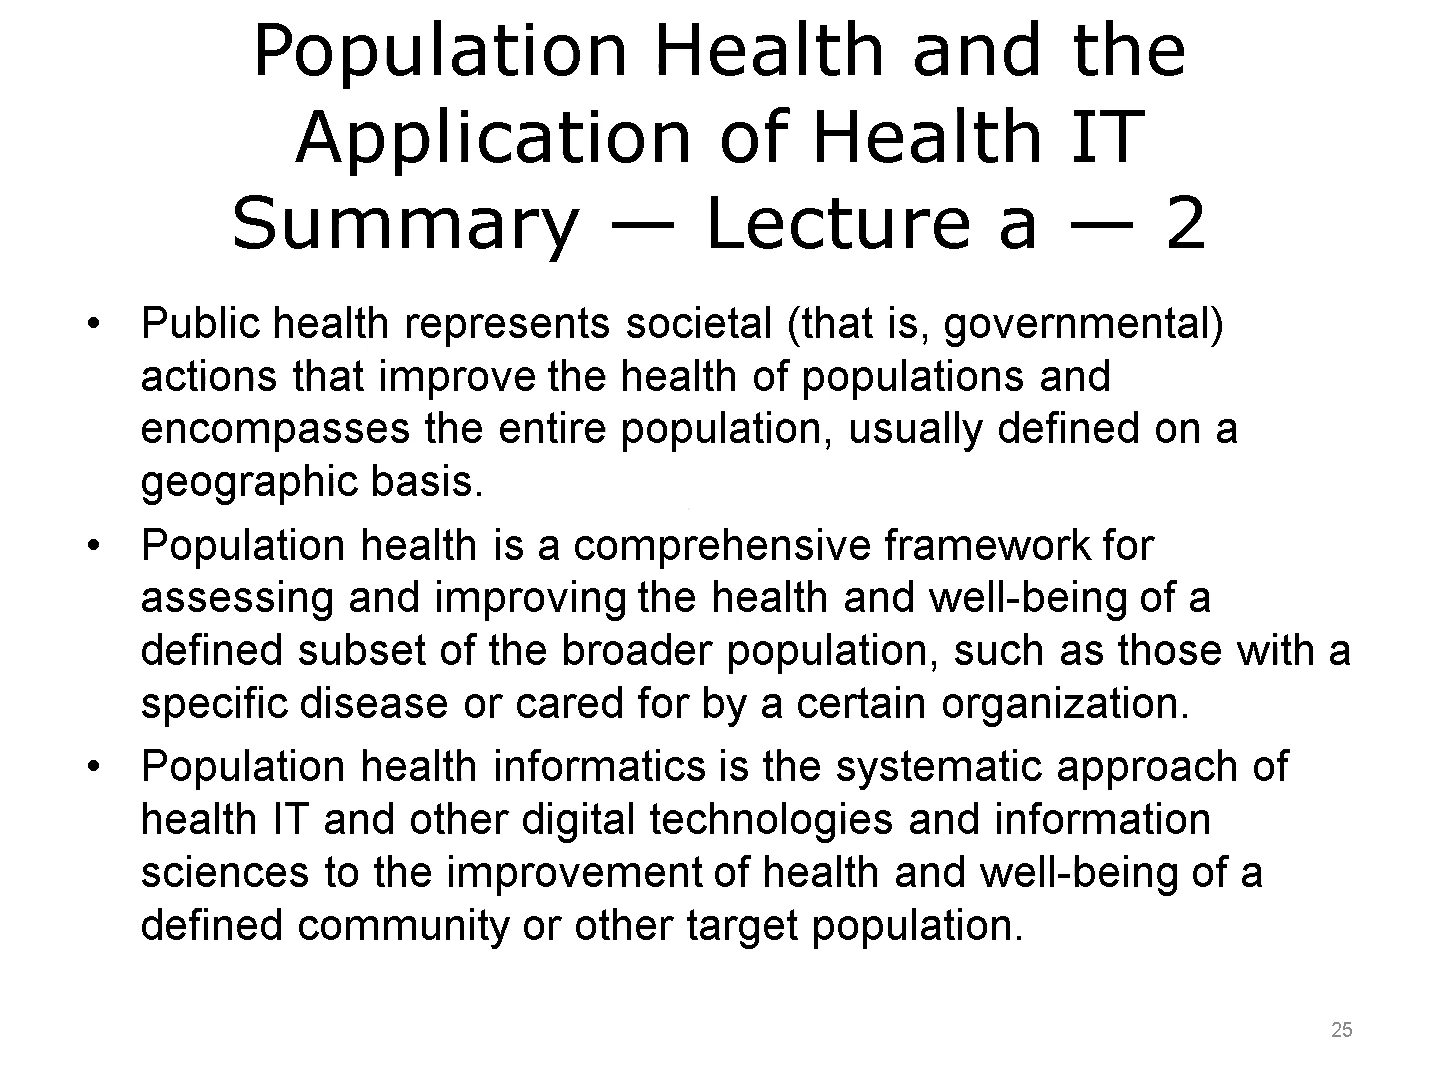 Population Health and the
Application of Health IT
Summary — Lecture a — 2
• Public health represents societal (that is, governmental)
actions that improve the health of populations and
encompasses the entire population, usually defined on a
geographic basis.
• Population health is a comprehensive framework for
assessing and improving the health and well-being of a
defined subset of the broader population, such as those with a
specific disease or cared for by a certain organization.
• Population health informatics is the systematic approach of
health IT and other digital technologies and information
sciences to the improvement of health and well-being of a
defined community or other target population.
25